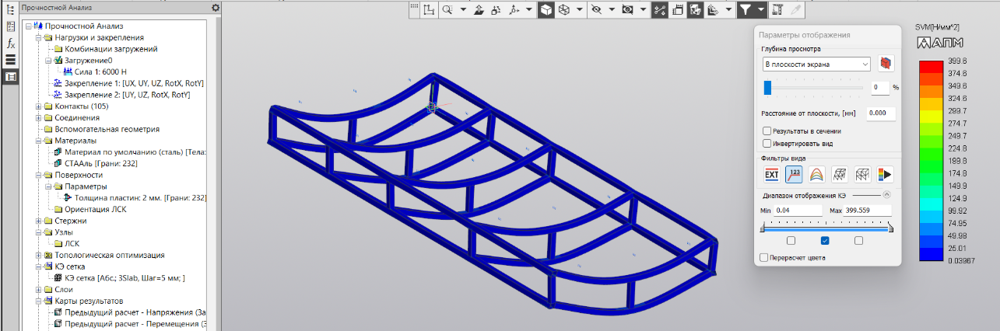 Прочностной Анализ
Прочностной Анализ
Нагрузки и закрепления
Комбинации загружений
Загружение0
Сила 1: 6000 Н
Закрепление 1: [UX, UY, UZ, RotX, RotY]
Закрепление 2: [UY, UZ, RotX, RotY]
Контакты (105)
Соединения
Вспомогательная геометрия
Материалы
Материал по умолчанию (сталь) [Тела:
СТААль [Грани: 232]
Поверхности
Параметры
Толщина пластин: 2 мм. [Грани: 232]
Ориентация ЛСК
Стержни
Узлы
ЛСК
Топологическая оптимизация
КЭ сетка
КЭ сетка [Абс.; 3Slab, Шаг=5 мм; ]
Слои
Карты результатов
Предыдущий расчет - Напряжения (За
Предыдущий расчет - Перемещения (З
fx
Параметры отображения
Глубина просмотра
В плоскости экрана
0 %
Расстояние от плоскости, [мм] 0.000
Результаты в сечении
Инвертировать вид
Фильтры вида
EXT 123
Диапазон отображения КЭ
Min 0.04 Max 399.559
Перерасчет цвета
SVM[Н/мм^2]
АПМ
399.6
374.6
349.6
324.6
299.7
274.7
249.7
224.8
199.8
174.8
149.9
124.9
99.92
74.95
49.98
25.01
0.03967